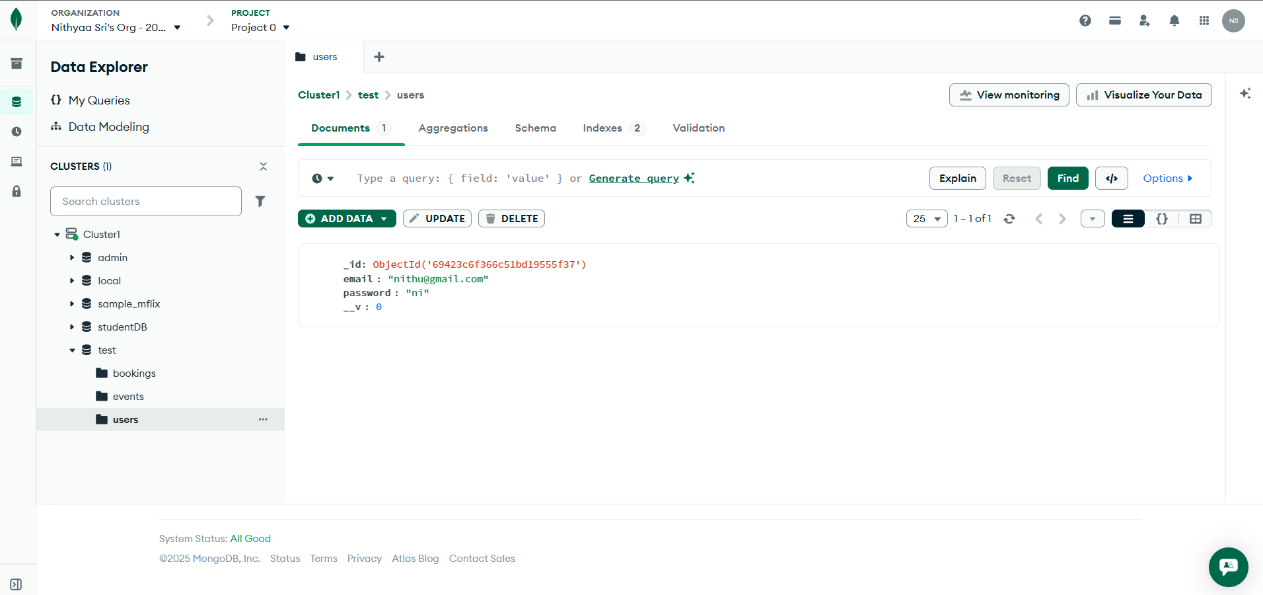 ORGANIZATION
Nithyaa Sri's Org - 20...
PROJECT
Project 0
NS
Data Explorer
My Queries
Data Modeling
CLUSTERS (1)
Search clusters
Cluster1
admin
local
sample_mflix
studentDB
test
bookings
events
users
users
Cluster1 > test > users
View monitoring
Visualize Your Data
Documents 1
Aggregations
Schema
Indexes 2
Validation
Type a query: { field: 'value' } or Generate query
Explain
Reset
Find
</>
Options
ADD DATA
UPDATE
DELETE
25
1 – 1 of 1
{}
_id: ObjectId('69423c6f366c51bd19555f37')
email : "nithu@gmail.com"
password : "ni"
__v : 0
System Status: All Good
©2025 MongoDB, Inc. Status Terms Privacy Atlas Blog Contact Sales